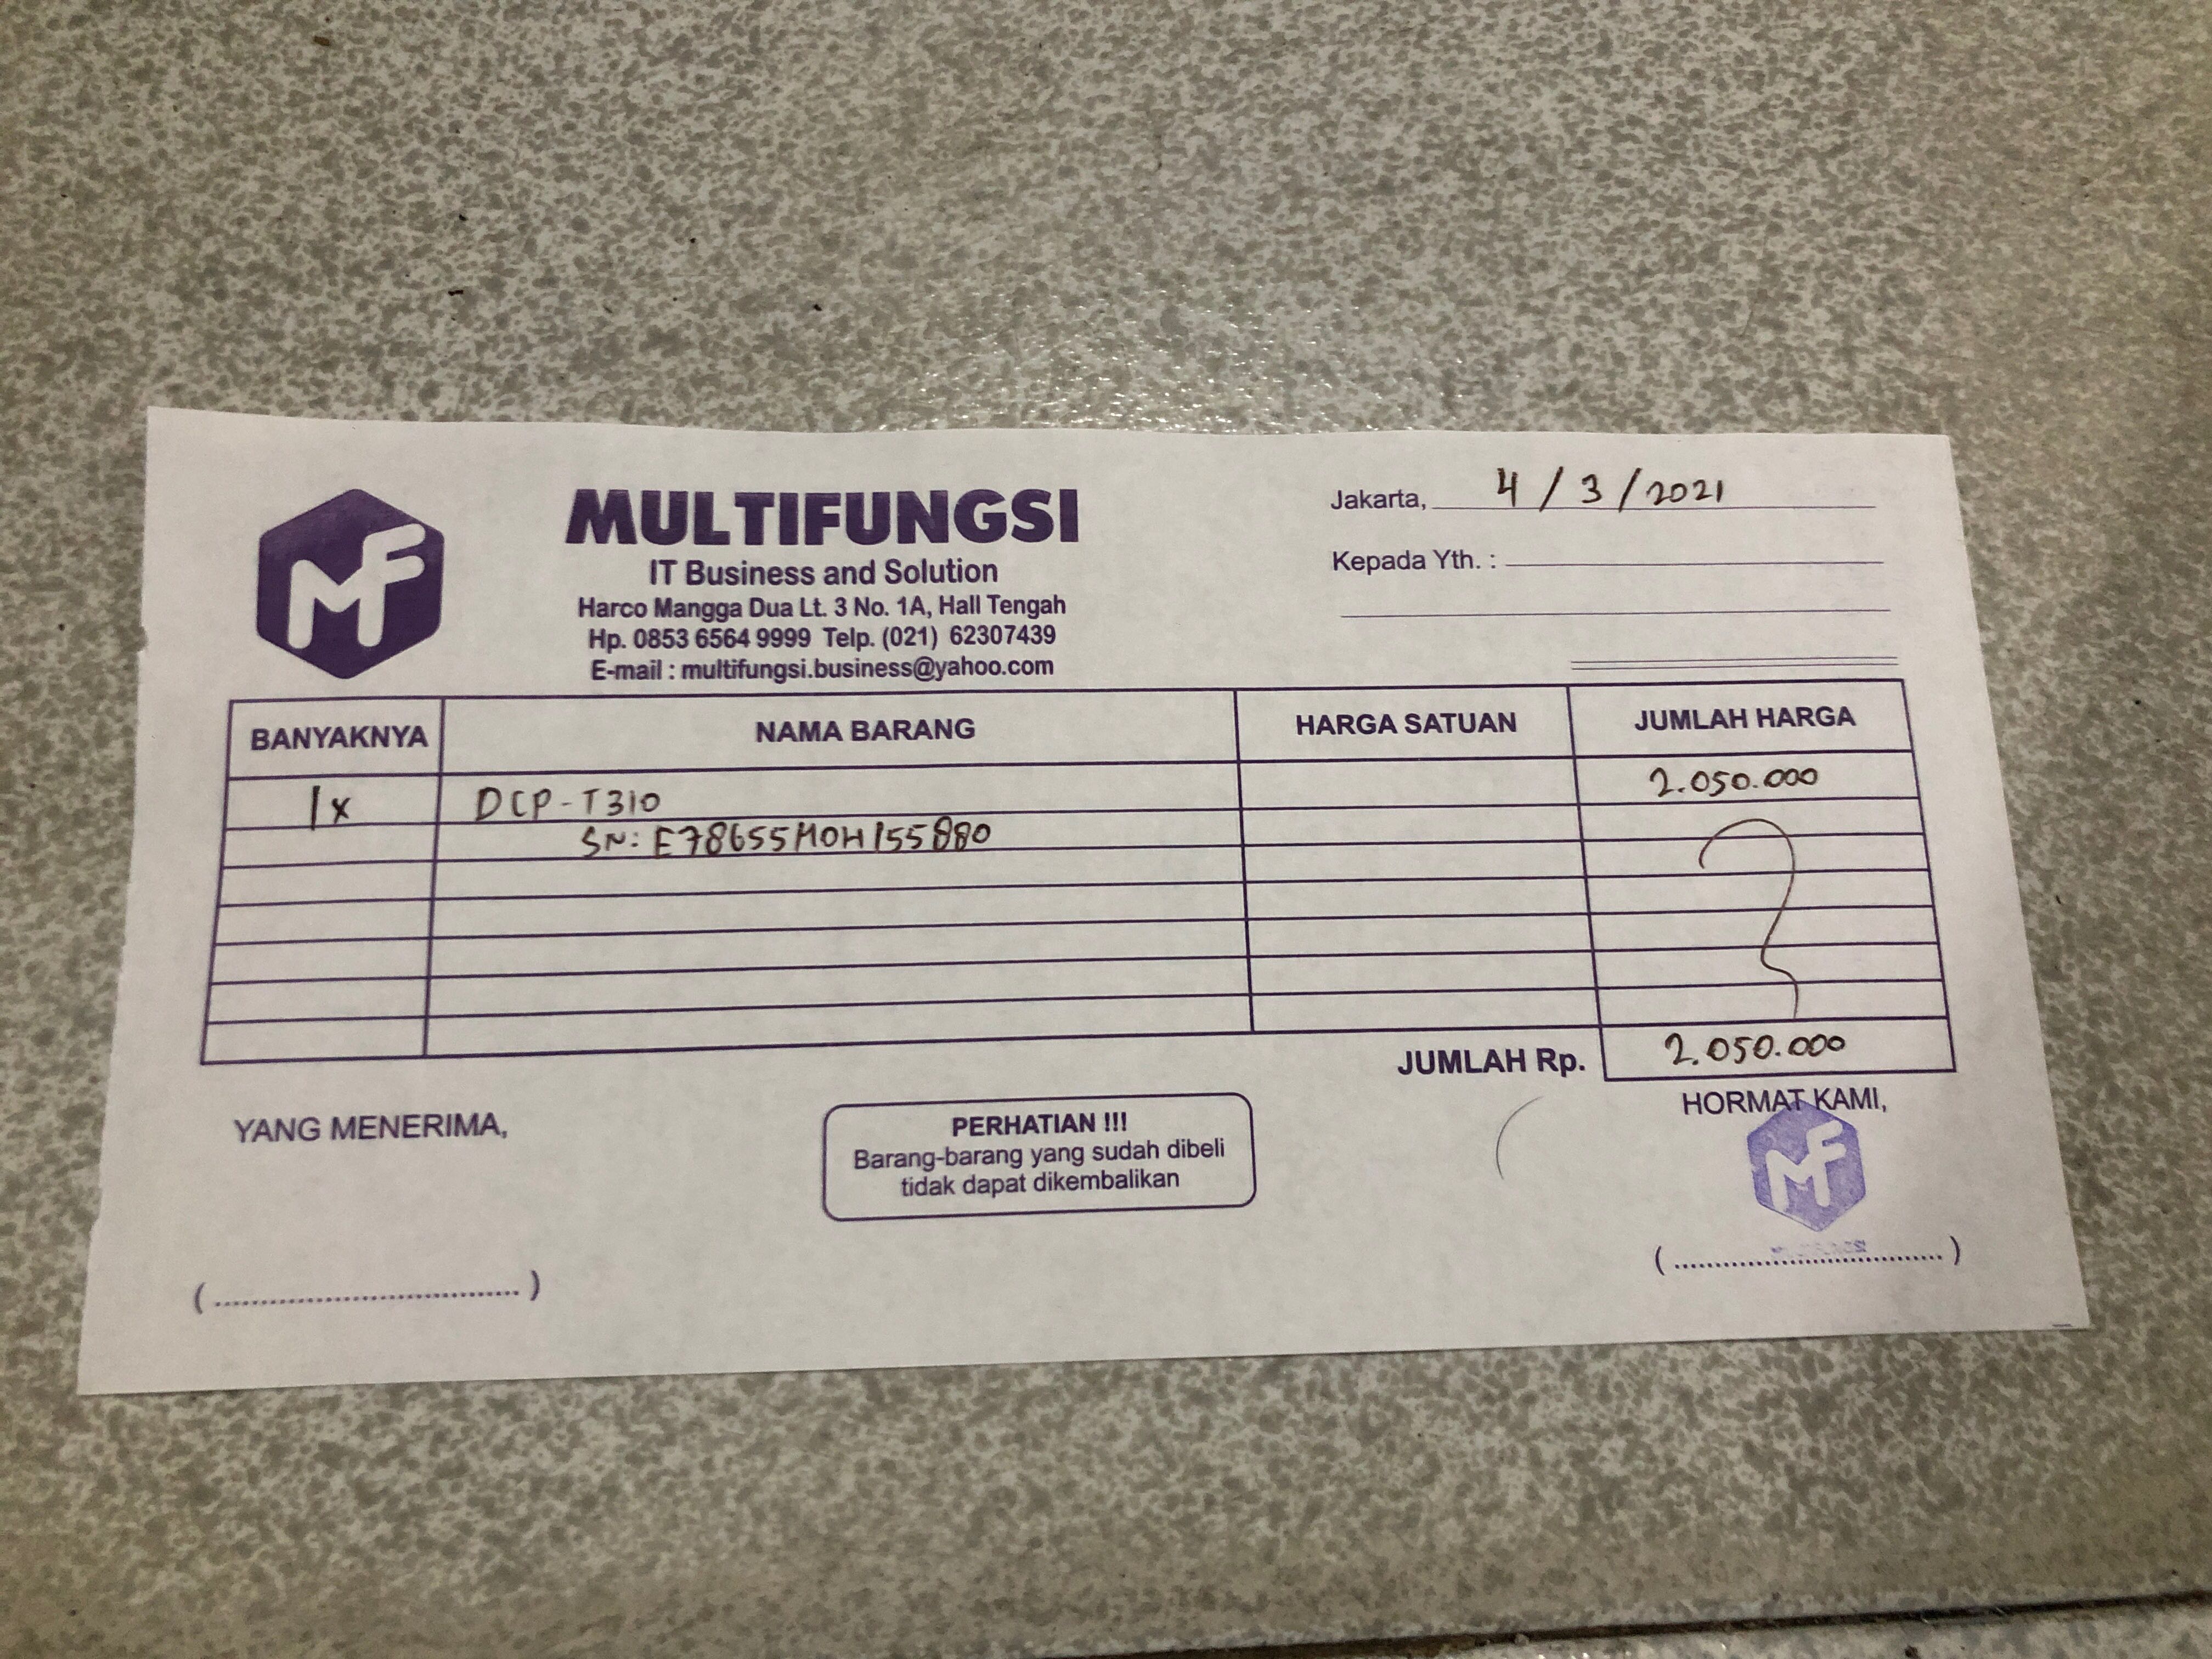 MF
MULTIFUNGSI
IT Business and Solution
Harco Mangga Dua Lt. 3 No. 1A, Hall Tengah
Hp. 0853 6564 9999 Telp. (021) 62307439
E-mail : multifungsi.business@yahoo.com
Jakarta, 4 / 3 / 2021
Kepada Yth. :
BANYAKNYA NAMA BARANG HARGA SATUAN JUMLAH HARGA
1x DCP-T310 2.050.000
SN: E78655M0H155880
JUMLAH Rp. 2.050.000
YANG MENERIMA,
PERHATIAN !!!
Barang-barang yang sudah dibeli
tidak dapat dikembalikan
HORMAT KAMI,
MF
(.................................)
(.................................)